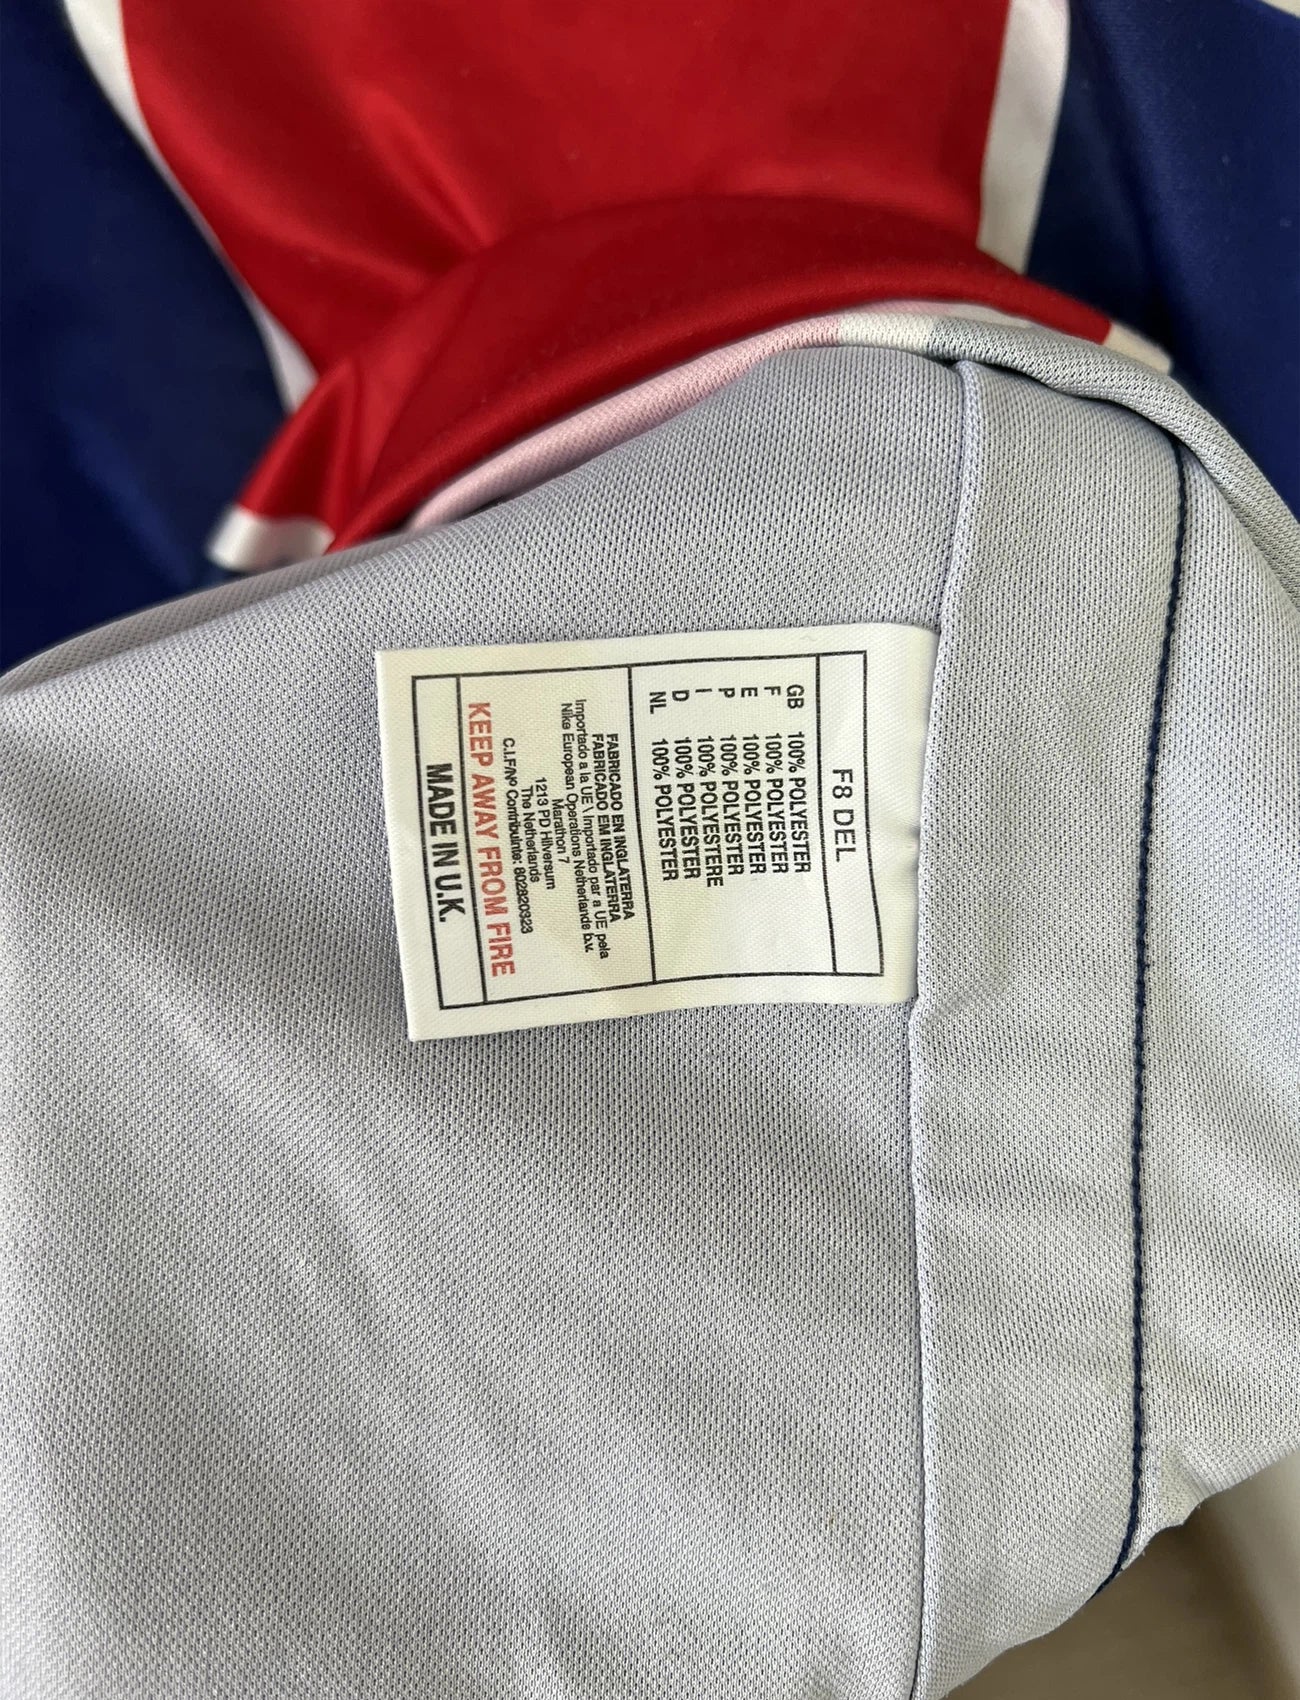 F8 DEL
GB 100% POLYESTER
F 100% POLYESTER
E 100% POLYESTER
P 100% POLYESTER
I 100% POLYESTERE
D 100% POLYESTER
NL 100% POLYESTER
FABRICADO EN INGLATERRA
FABRICADO EM INGLATERRA
Importado a la UE \ Importado par a UE pela
Nike European Operations Netherlands b.v.
Marathon 7
1213 PD Hilversum
The Netherlands
C.I.F/Nº Contribuinte: 802820323
KEEP AWAY FROM FIRE
MADE IN U.K.